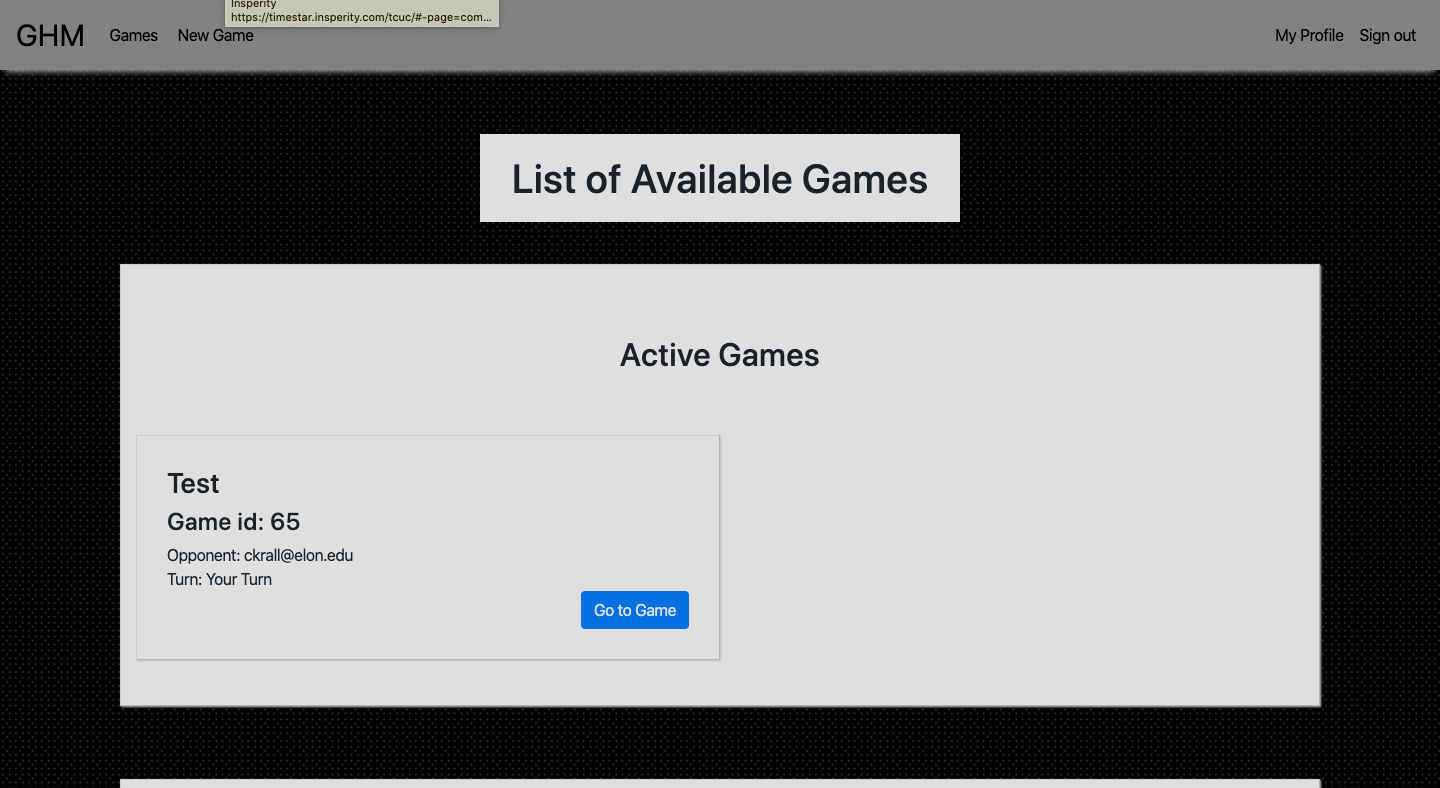 Insperity
https://timestar.insperity.com/tcuc/#-page=com...
GHM Games New Game My Profile Sign out
List of Available Games
Active Games
Test
Game id: 65
Opponent: ckrall@elon.edu
Turn: Your Turn
Go to Game